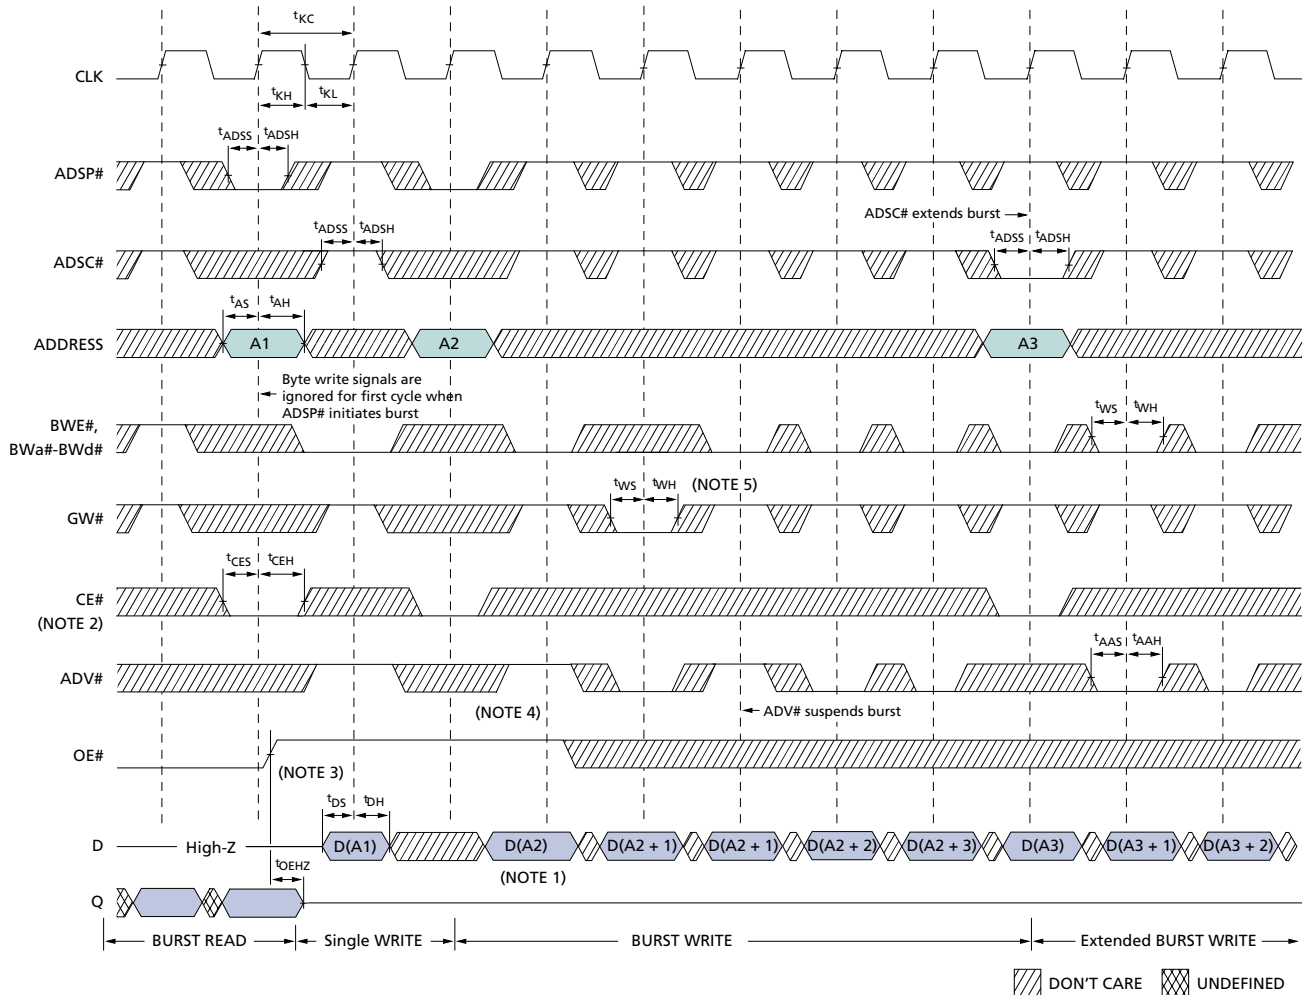 tKC
CLK
tKH tKL
tADSS tADSH
ADSP#
ADSC# extends burst
tADSS tADSH tADSS tADSH
ADSC#
tAS tAH
ADDRESS A1 A2 A3
Byte write signals are
ignored for first cycle when
ADSP# initiates burst
tWS tWH
BWE#,
BWa#-BWd#
tWS tWH (NOTE 5)
GW#
tCES tCEH
CE#
(NOTE 2)
tAAS tAAH
ADV#
(NOTE 4) ADV# suspends burst
OE#
(NOTE 3)
tDS tDH
D High-Z D(A1) D(A2) D(A2 + 1) D(A2 + 1) D(A2 + 2) D(A2 + 3) D(A3) D(A3 + 1) D(A3 + 2)
tOEHZ (NOTE 1)
Q
BURST READ Single WRITE BURST WRITE Extended BURST WRITE
DON'T CARE UNDEFINED